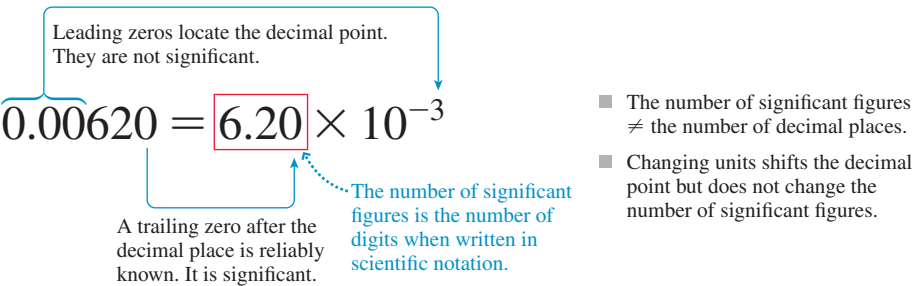 Leading zeros locate the decimal point.
They are not significant.
0.00620 = 6.20 × 10⁻³
A trailing zero after the
decimal place is reliably
known. It is significant.
The number of significant
figures is the number of
digits when written in
scientific notation.
■ The number of significant figures
≠ the number of decimal places.
■ Changing units shifts the decimal
point but does not change the
number of significant figures.